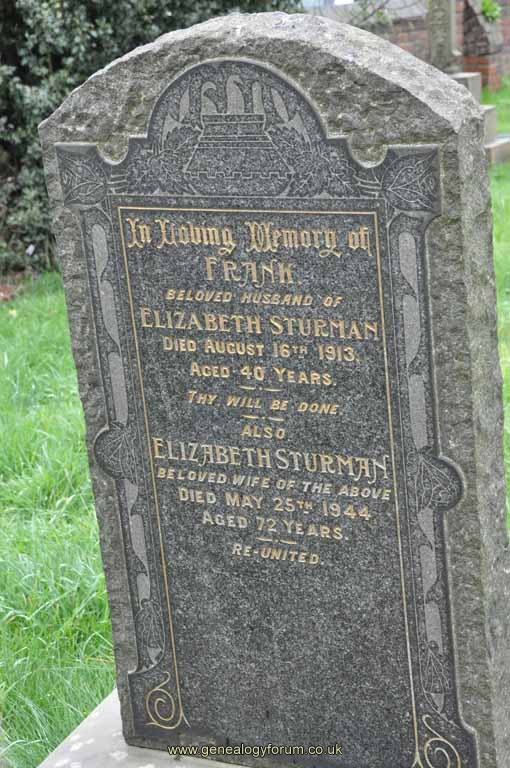 In Loving Memory of
FRANK.
BELOVED HUSBAND OF
ELIZABETH STURMAN
DIED AUGUST 16TH 1913.
AGED 40 YEARS.
THY WILL BE DONE.
ALSO
ELIZABETH STURMAN
BELOVED WIFE OF THE ABOVE
DIED MAY 25TH 1944.
AGED 72 YEARS.
RE-UNITED.
www.genealogyforum.co.uk